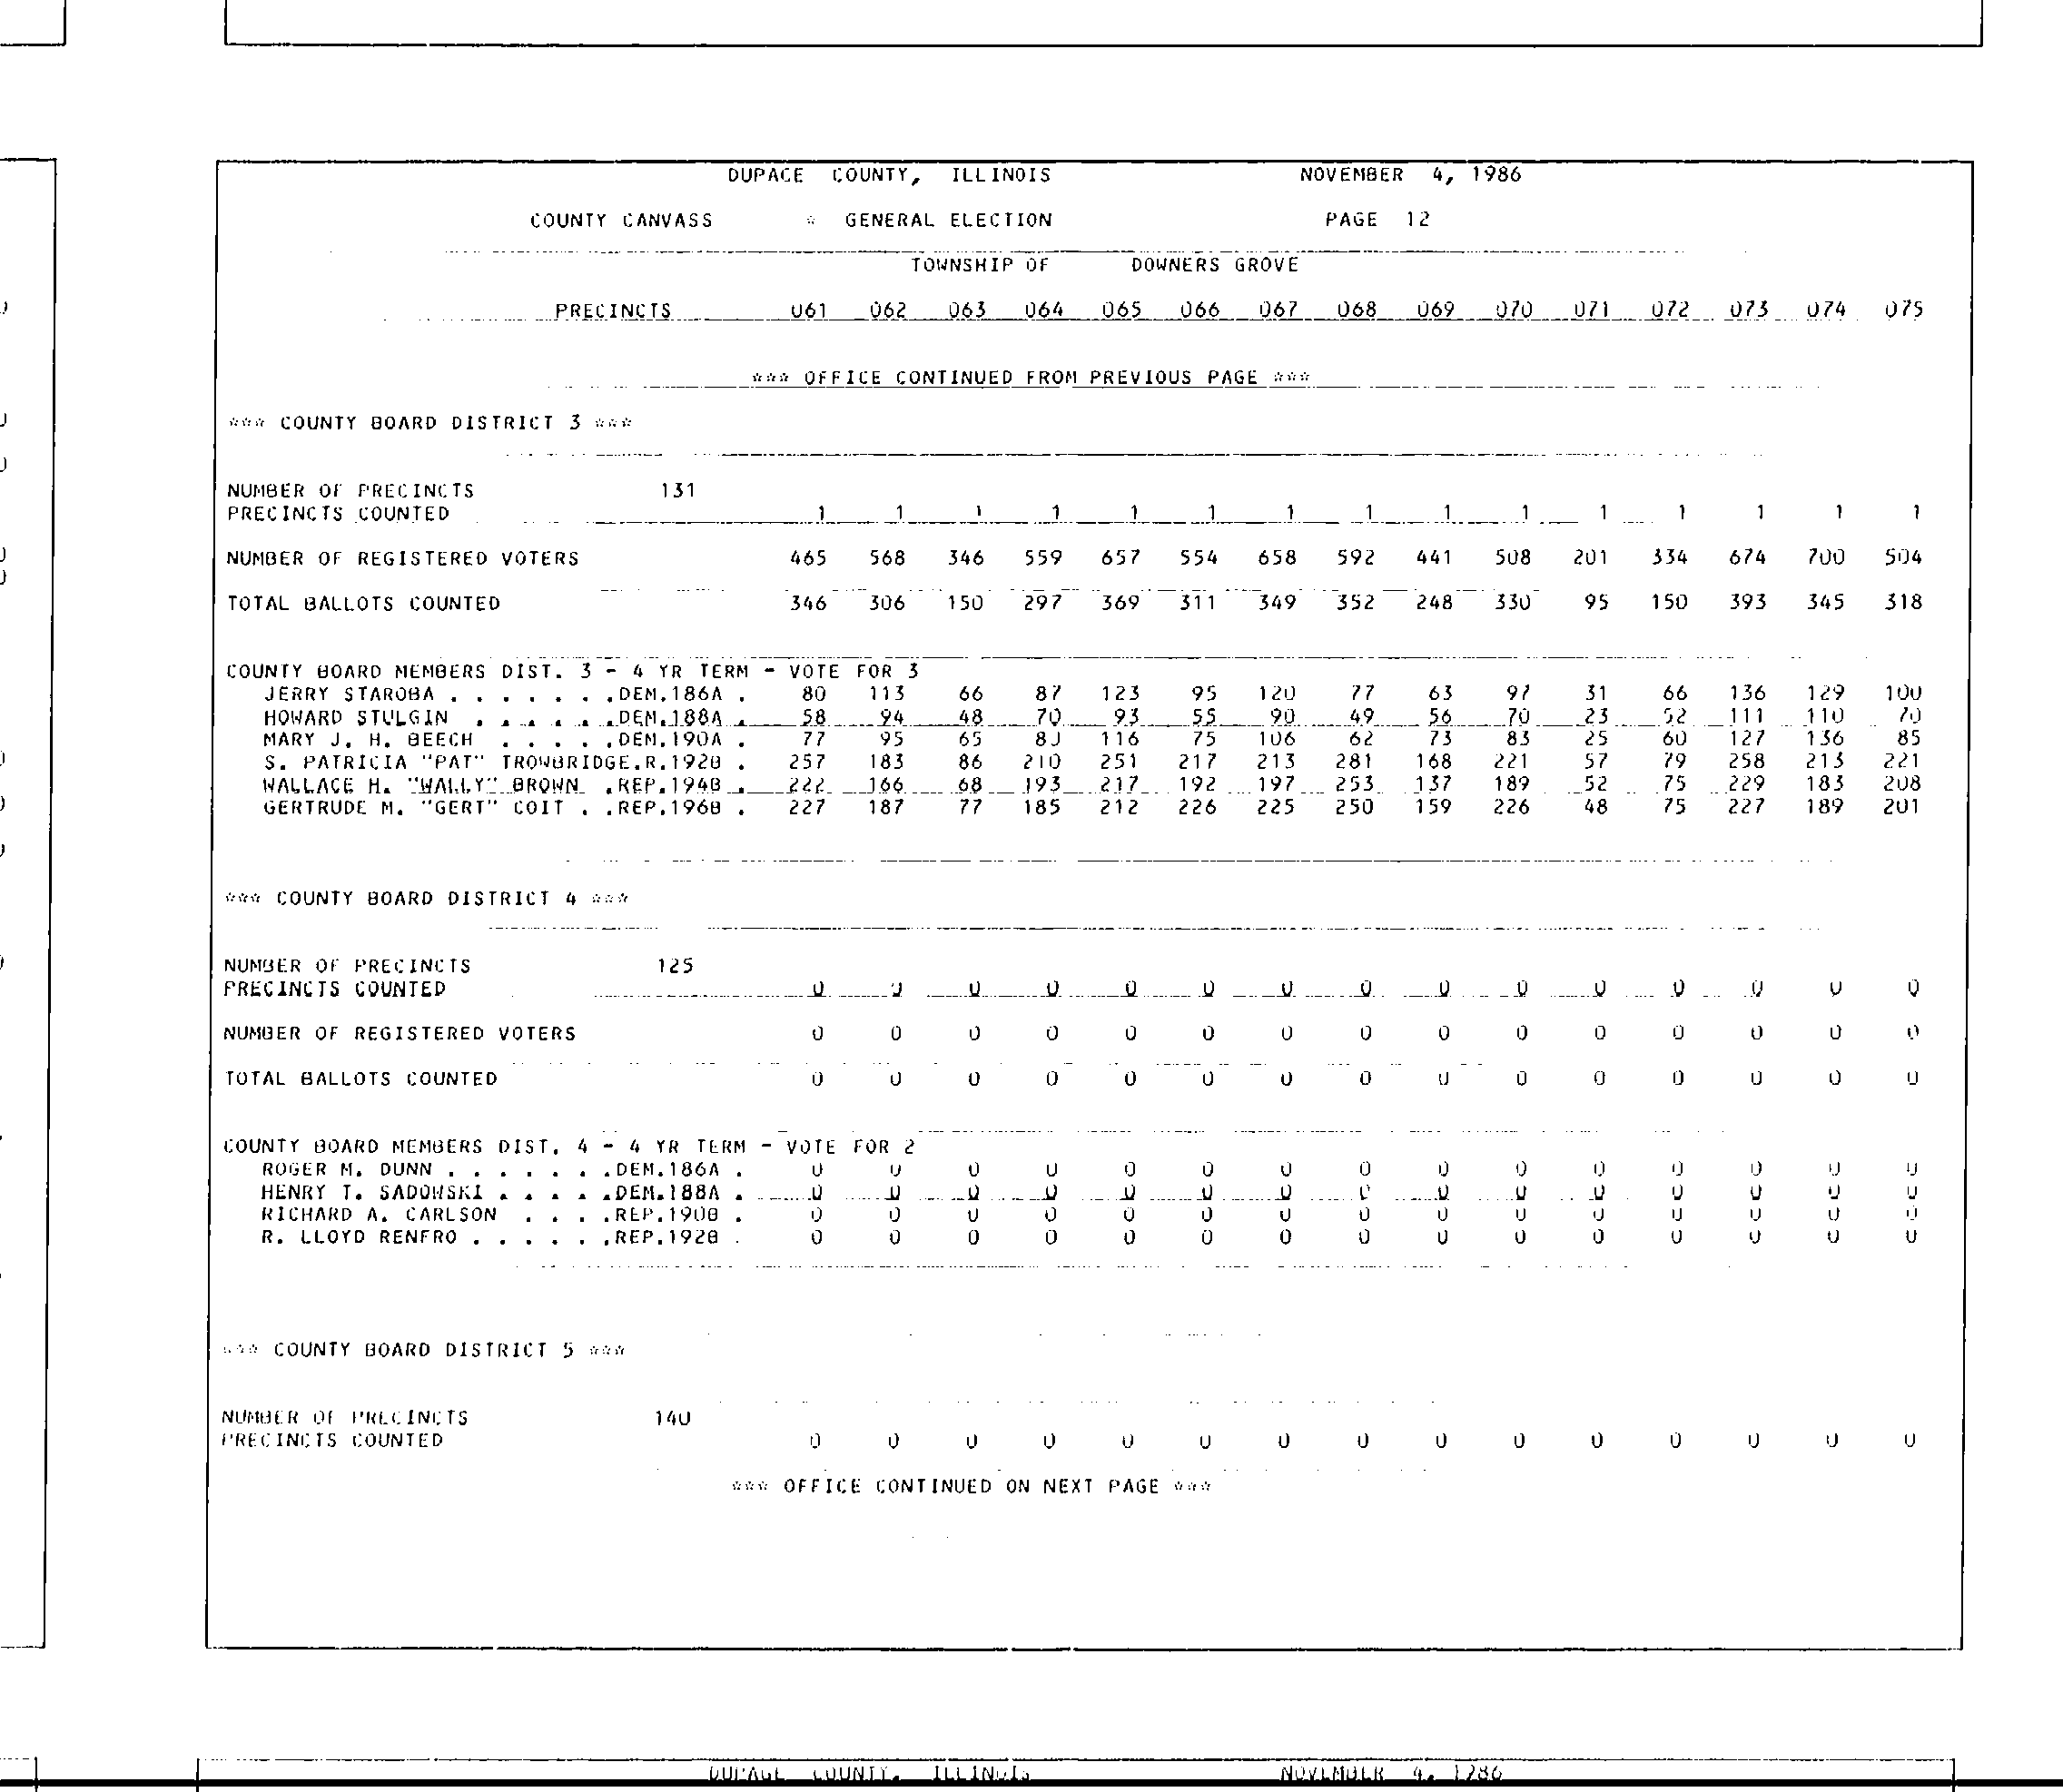 DUPAGE COUNTY, ILLINOIS NOVEMBER 4, 1986
COUNTY CANVASS * GENERAL ELECTION PAGE 12
TOWNSHIP OF DOWNERS GROVE
PRECINCTS 061 062 063 064 065 066 067 068 069 070 071 072 073 074 075
*** OFFICE CONTINUED FROM PREVIOUS PAGE ***
*** COUNTY BOARD DISTRICT 3 ***
NUMBER OF PRECINCTS 131
PRECINCTS COUNTED 1 1 1 1 1 1 1 1 1 1 1 1 1 1 1
NUMBER OF REGISTERED VOTERS 465 568 346 559 657 554 658 592 441 508 201 334 674 700 504
TOTAL BALLOTS COUNTED 346 306 150 297 369 311 349 352 248 330 95 150 393 345 318
COUNTY BOARD MEMBERS DIST. 3 - 4 YR TERM - VOTE FOR 3
JERRY STAROBA . . . . . . .DEM.186A . 80 113 66 87 123 95 120 77 63 97 31 66 136 129 100
HOWARD STULGIN . . . . . .DEM.188A . 58 94 48 70 93 55 90 49 56 70 23 52 111 110 70
MARY J. H. BEECH . . . . .DEM.190A . 77 95 65 80 116 75 106 62 73 83 25 60 127 136 85
S. PATRICIA "PAT" TROWBRIDGE.R.192B . 257 183 86 210 251 217 213 281 168 221 57 79 258 213 221
WALLACE H. "WALLY" BROWN .REP.194B . 222 166 68 193 217 192 197 253 137 189 52 75 229 183 208
GERTRUDE M. "GERT" COIT . .REP.196B . 227 187 77 185 212 226 225 250 159 226 48 75 227 189 201
*** COUNTY BOARD DISTRICT 4 ***
NUMBER OF PRECINCTS 125
PRECINCTS COUNTED 0 0 0 0 0 0 0 0 0 0 0 0 0 0 0
NUMBER OF REGISTERED VOTERS 0 0 0 0 0 0 0 0 0 0 0 0 0 0 0
TOTAL BALLOTS COUNTED 0 0 0 0 0 0 0 0 0 0 0 0 0 0 0
COUNTY BOARD MEMBERS DIST. 4 - 4 YR TERM - VOTE FOR 2
ROGER M. DUNN . . . . . . .DEM.186A . 0 0 0 0 0 0 0 0 0 0 0 0 0 0 0
HENRY T. SADOWSKI . . . . .DEM.188A . 0 0 0 0 0 0 0 0 0 0 0 0 0 0 0
RICHARD A. CARLSON . . . .REP.190B . 0 0 0 0 0 0 0 0 0 0 0 0 0 0 0
R. LLOYD RENFRO . . . . . .REP.192B . 0 0 0 0 0 0 0 0 0 0 0 0 0 0 0
*** COUNTY BOARD DISTRICT 5 ***
NUMBER OF PRECINCTS 140
PRECINCTS COUNTED 0 0 0 0 0 0 0 0 0 0 0 0 0 0 0
*** OFFICE CONTINUED ON NEXT PAGE ***
DUPAGE COUNTY, ILLINOIS NOVEMBER 4, 1986